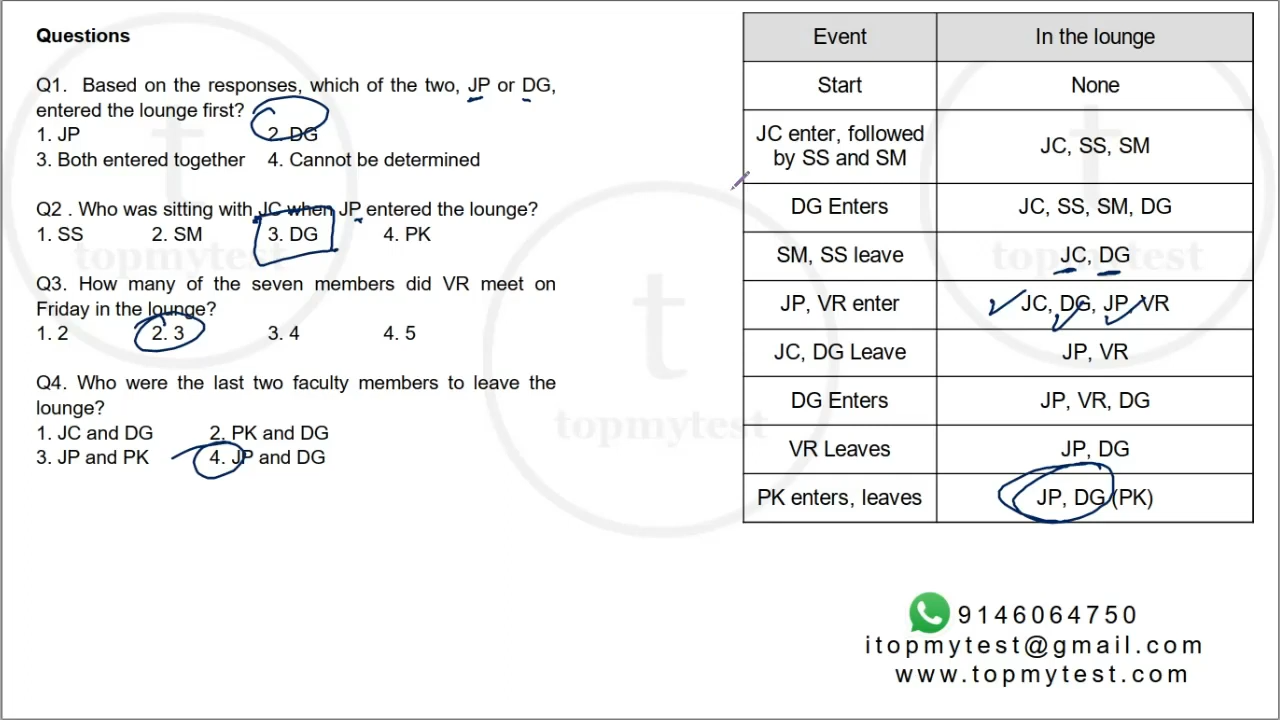 Questions
Q1. Based on the responses, which of the two, JP or DG,
entered the lounge first?
1. JP 2. DG
3. Both entered together 4. Cannot be determined
Q2 . Who was sitting with JC when JP entered the lounge?
1. SS 2. SM 3. DG 4. PK
Q3. How many of the seven members did VR meet on
Friday in the lounge?
1. 2 2. 3 3. 4 4. 5
Q4. Who were the last two faculty members to leave the
lounge?
1. JC and DG 2. PK and DG
3. JP and PK 4. JP and DG
Event In the lounge
Start None
JC enter, followed
by SS and SM JC, SS, SM
DG Enters JC, SS, SM, DG
SM, SS leave JC, DG
JP, VR enter JC, DG, JP, VR
JC, DG Leave JP, VR
DG Enters JP, VR, DG
VR Leaves JP, DG
PK enters, leaves JP, DG (PK)
t
topmytest
t
topmytest
t
topmytest
9146064750
itopmytest@gmail.com
www.topmytest.com